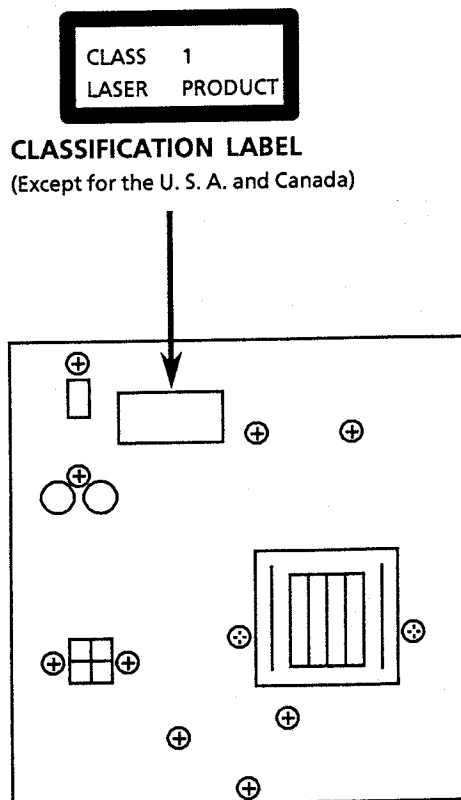 CLASS 1
LASER PRODUCT
CLASSIFICATION LABEL
(Except for the U. S. A. and Canada)